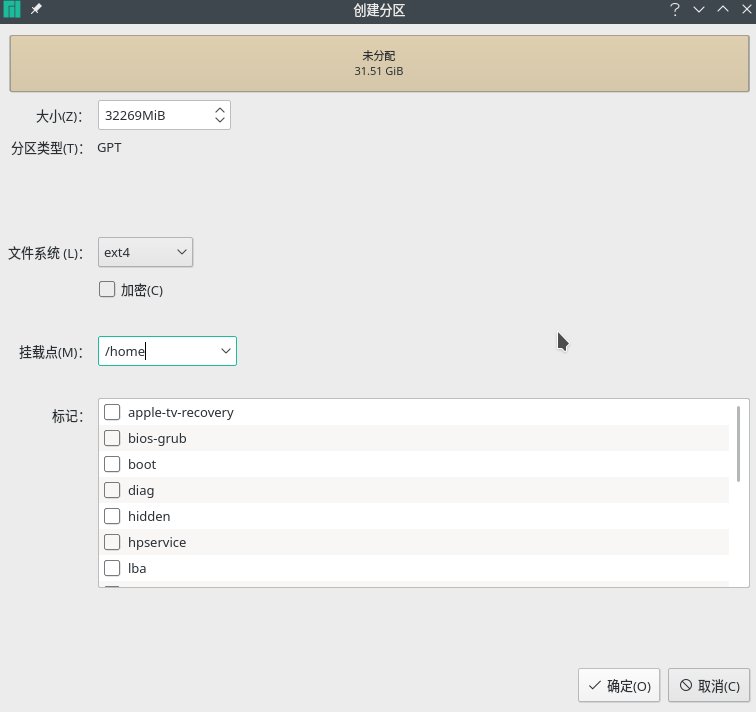 创建分区
未分配
31.51 GiB
大小(Z)： 32269MiB
分区类型(T)： GPT
文件系统 (L)： ext4
加密(C)
挂载点(M)： /home
标记：
apple-tv-recovery
bios-grub
boot
diag
hidden
hpservice
lba
确定(O) 取消(C)